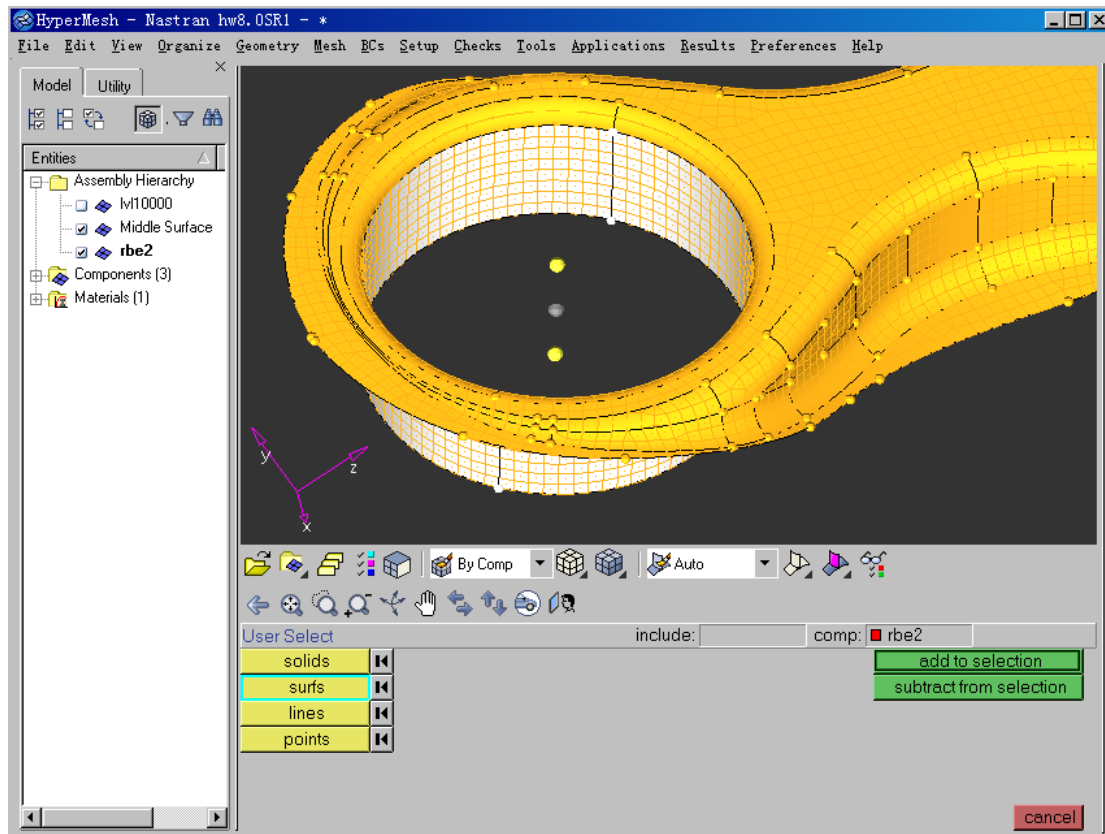 HyperMesh - Nastran hw8.0SR1 - *
File Edit View Organize Geometry Mesh BCs Setup Checks Tools Applications Results Preferences Help
Model Utility
Entities
Assembly Hierarchy
lvl10000
Middle Surface
rbe2
Components (3)
Materials (1)
y
z
x
By Comp
Auto
User Select
include:
comp: rbe2
solids
add to selection
surfs
subtract from selection
lines
points
cancel